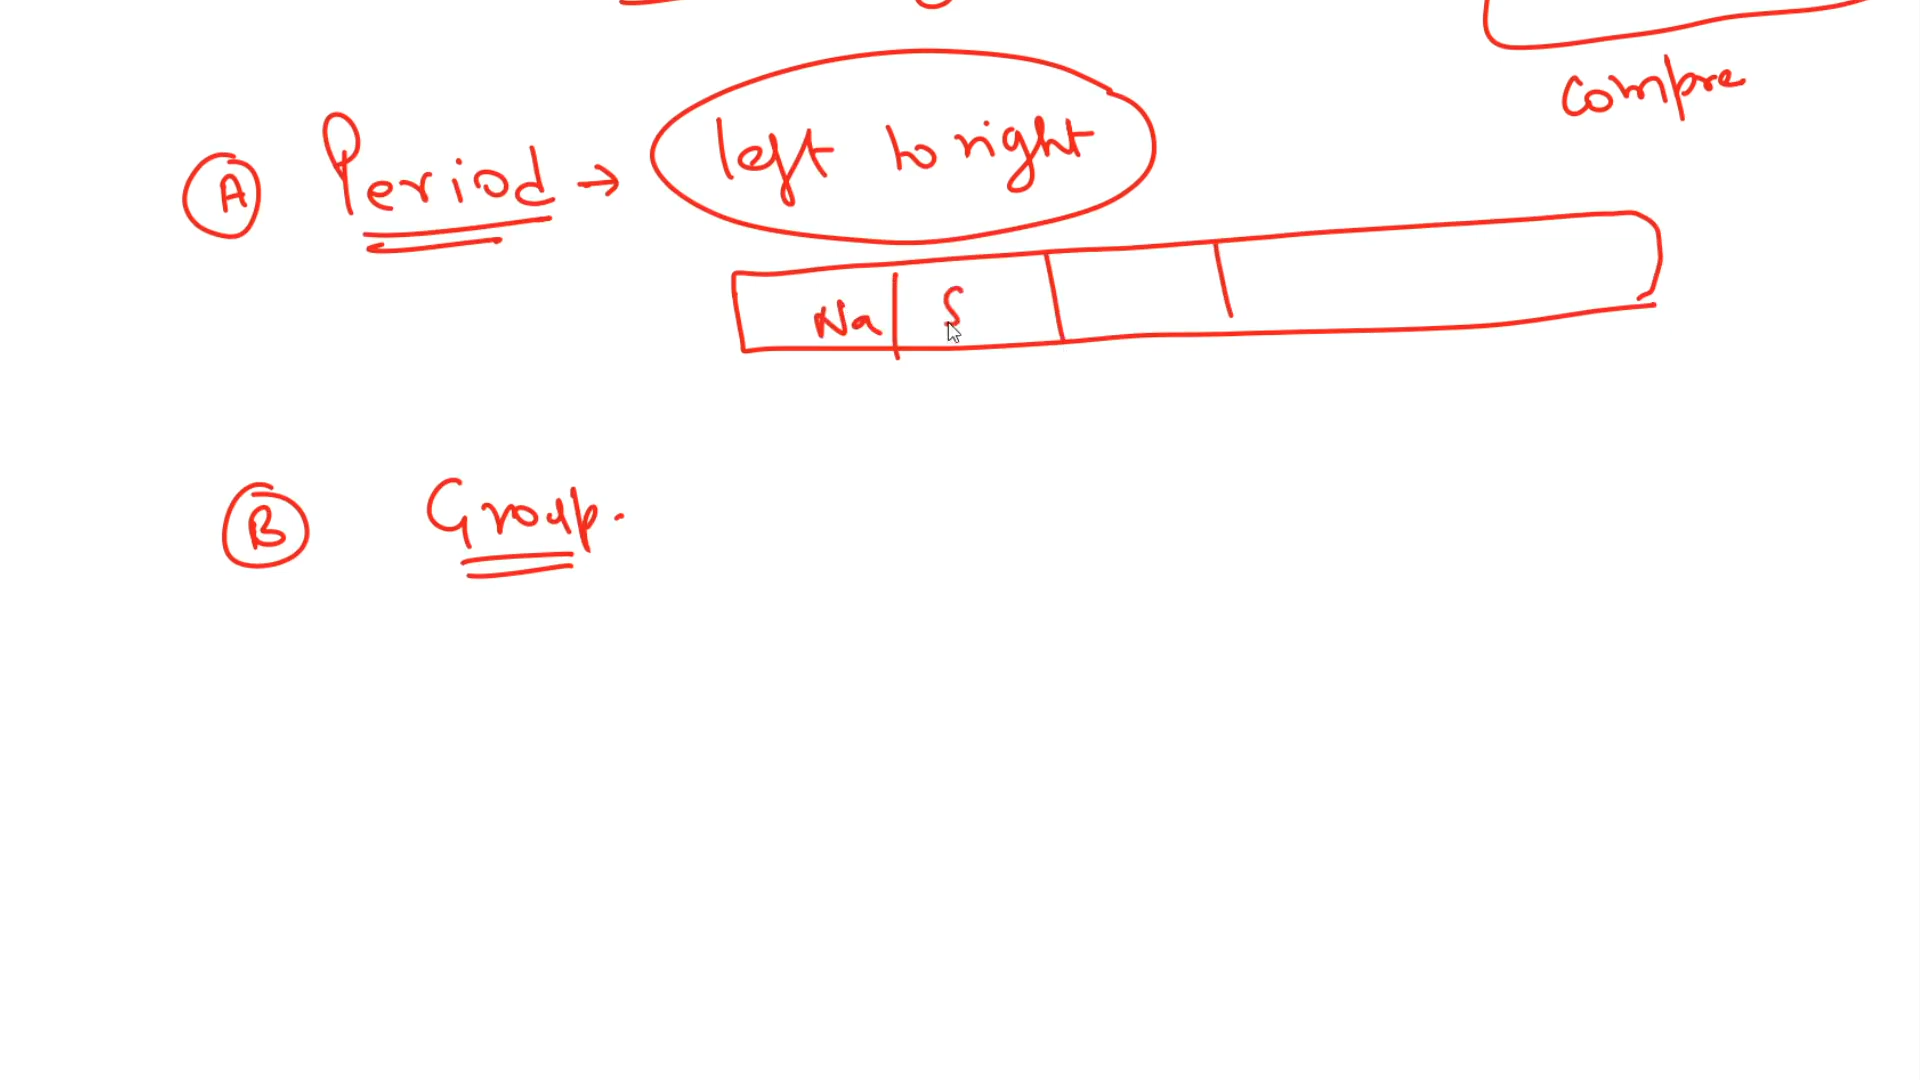 compre
A Period → left to right
Na S
B Group.